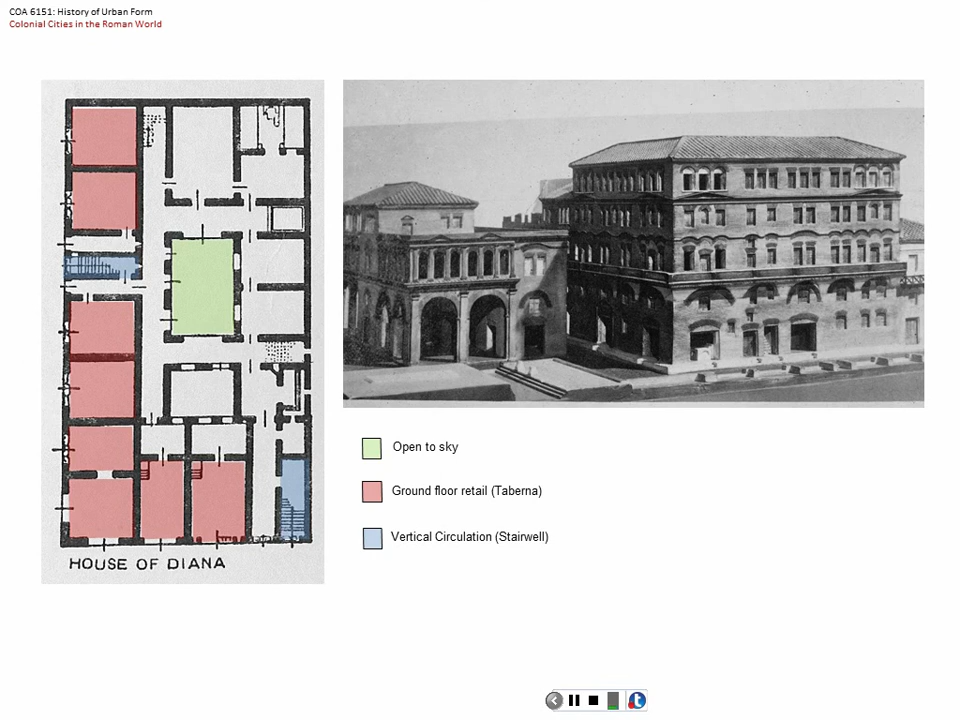 COA 6151: History of Urban Form
Colonial Cities in the Roman World
HOUSE OF DIANA
Open to sky
Ground floor retail (Taberna)
Vertical Circulation (Stairwell)